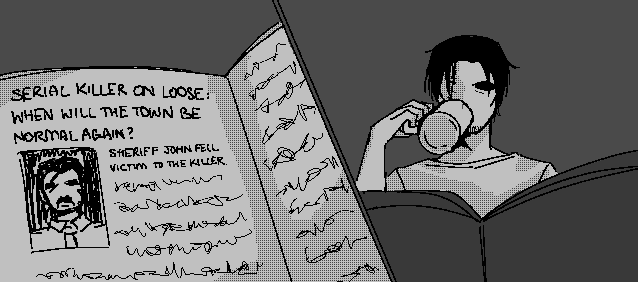 SERIAL KILLER ON LOOSE:
WHEN WILL THE TOWN BE
NORMAL AGAIN?
SHERIFF JOHN FELL
VICTIM TO THE KILLER.